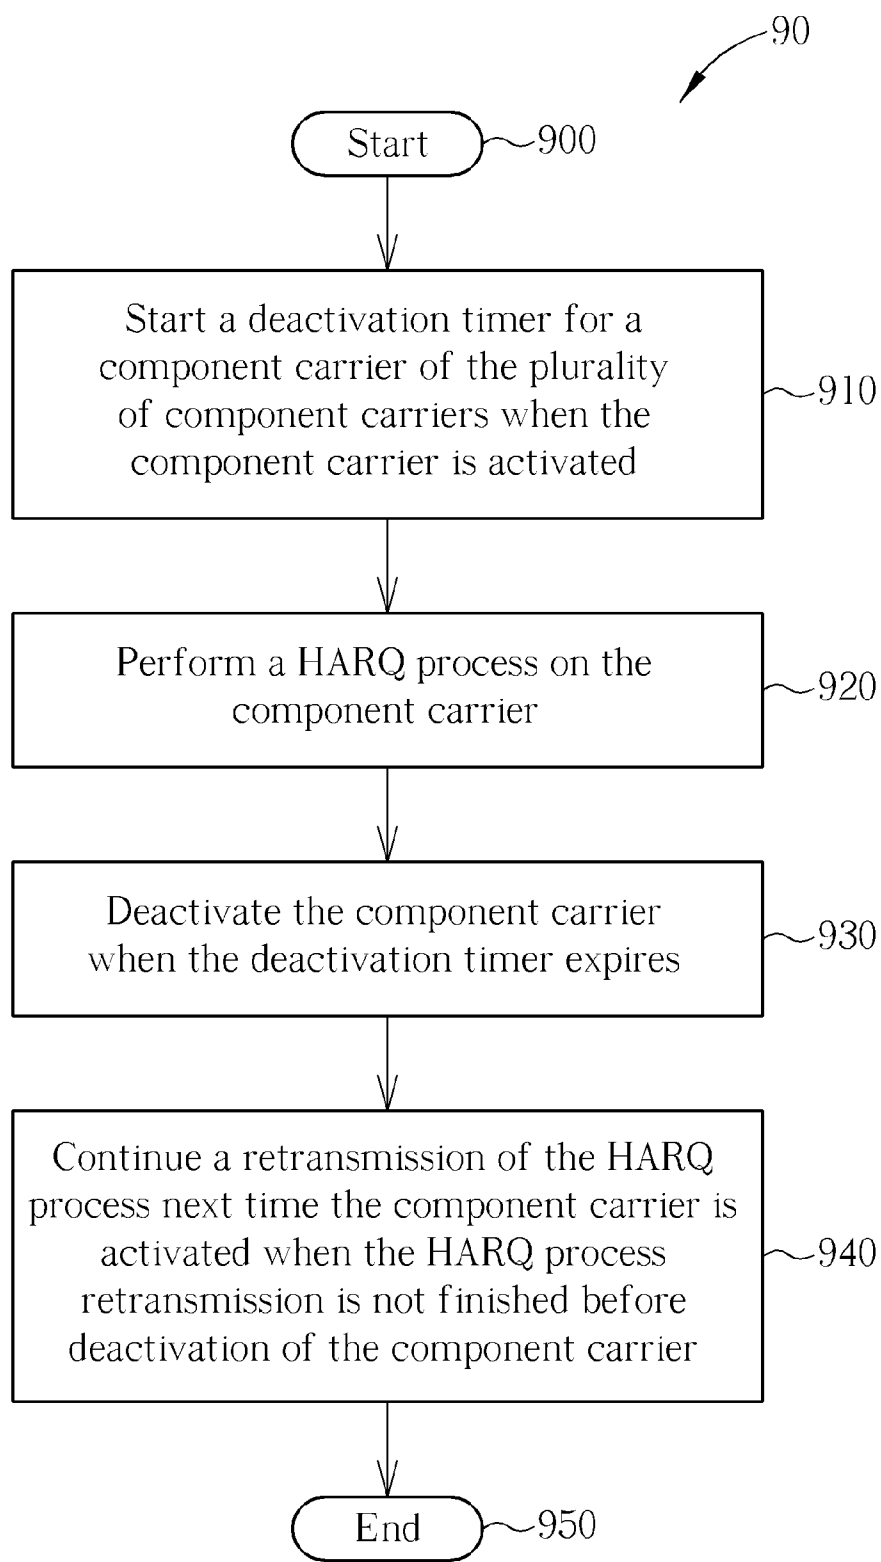 90
Start
900
Start a deactivation timer for a
component carrier of the plurality
of component carriers when the
component carrier is activated
910
Perform a HARQ process on the
component carrier
920
Deactivate the component carrier
when the deactivation timer expires
930
Continue a retransmission of the HARQ
process next time the component carrier is
activated when the HARQ process
retransmission is not finished before
deactivation of the component carrier
940
End
950